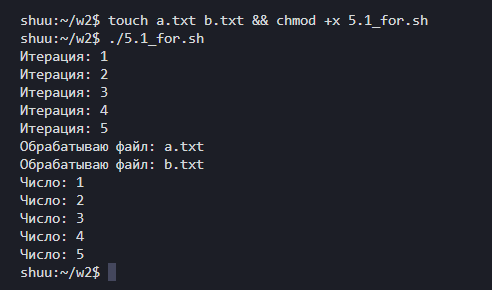 shuu:~/w2$ touch a.txt b.txt && chmod +x 5.1_for.sh
shuu:~/w2$ ./5.1_for.sh
Итерация: 1
Итерация: 2
Итерация: 3
Итерация: 4
Итерация: 5
Обрабатываю файл: a.txt
Обрабатываю файл: b.txt
Число: 1
Число: 2
Число: 3
Число: 4
Число: 5
shuu:~/w2$